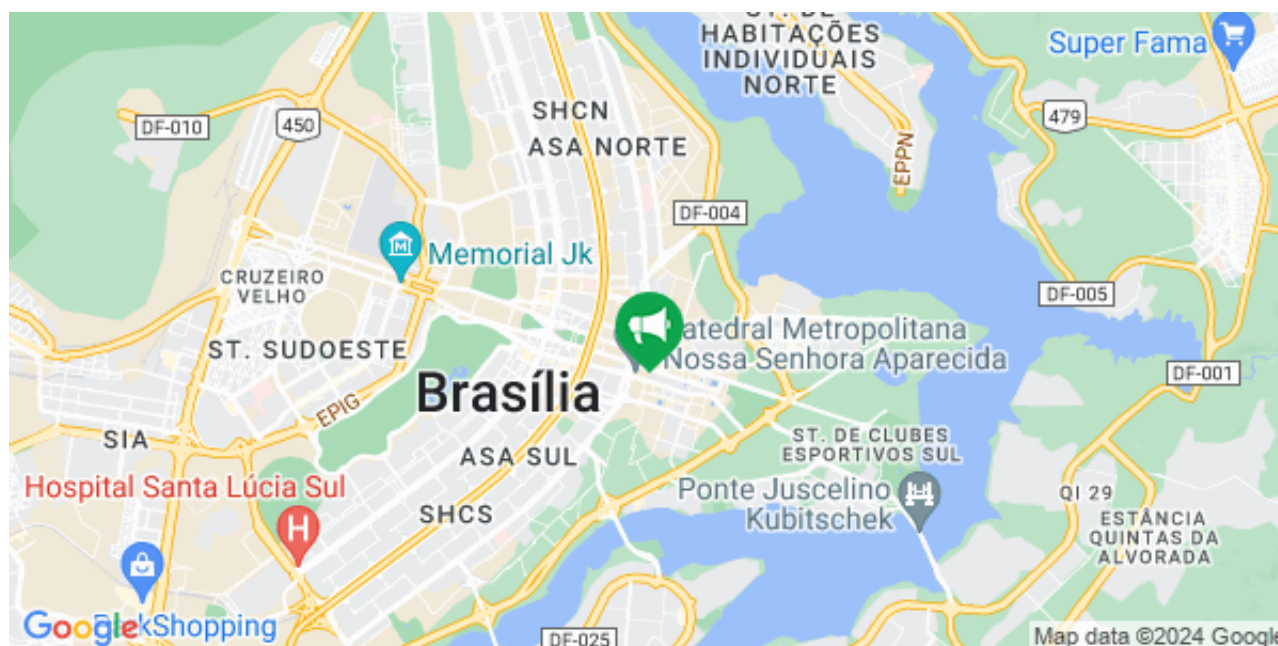 ST. DE
HABITAÇÕES
INDIVIDUAIS
NORTE
Super Fama
DF-010
450
SHCN
ASA NORTE
479
EPPN
DF-004
Memorial Jk
CRUZEIRO
VELHO
DF-005
ST. SUDOESTE
atedral Metropolitana
Nossa Senhora Aparecida
DF-001
Brasília
EPIG
SIA
ASA SUL
ST. DE CLUBES
ESPORTIVOS SUL
Hospital Santa Lúcia Sul
H
SHCS
Ponte Juscelino
Kubitschek
QI 29
ESTÂNCIA
QUINTAS DA
ALVORADA
Google
kShopping
DF-025
Map data ©2024 Google